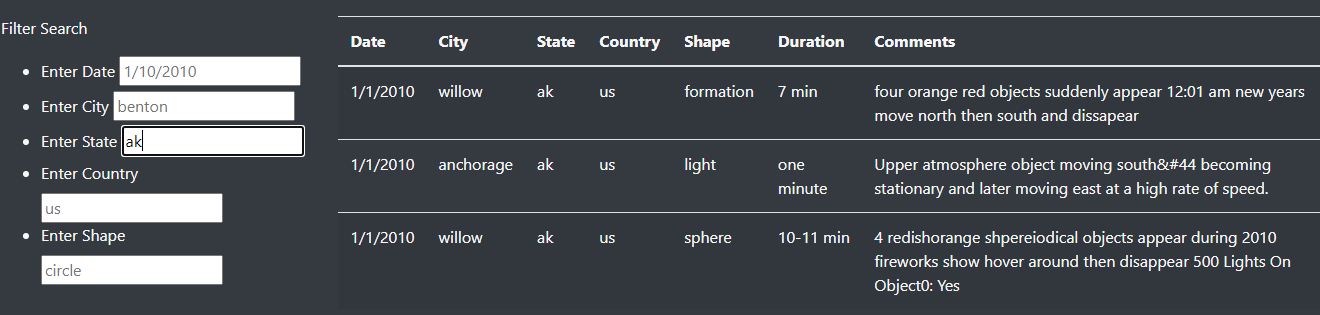 Filter Search
Enter Date 1/10/2010
Enter City benton
Enter State ak
Enter Country
us
Enter Shape
circle
Date City State Country Shape Duration Comments
1/1/2010 willow ak us formation 7 min four orange red objects suddenly appear 12:01 am new years
move north then south and dissapear
1/1/2010 anchorage ak us light one Upper atmosphere object moving south&#44 becoming
minute stationary and later moving east at a high rate of speed.
1/1/2010 willow ak us sphere 10-11 min 4 redishorange shpereiodical objects appear during 2010
fireworks show hover around then disappear 500 Lights On
Object0: Yes